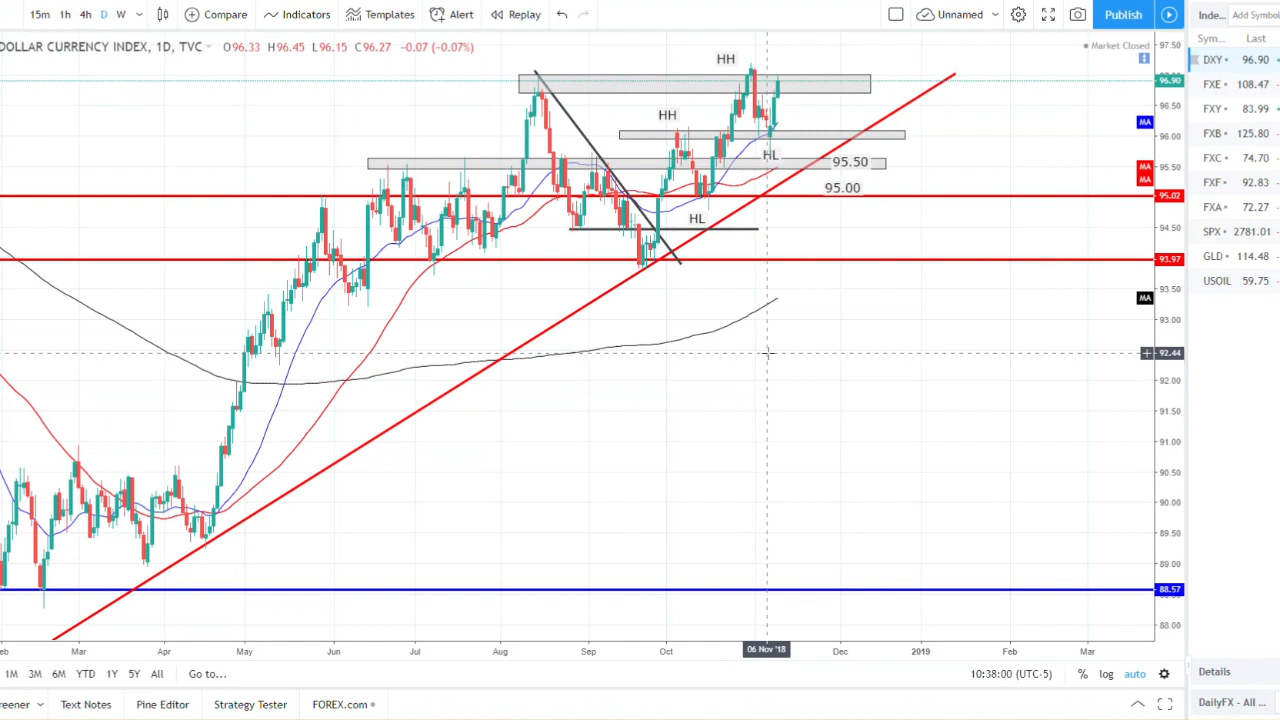 15m 1h 4h D W Compare Indicators Templates Alert Replay Unnamed Publish Inde... Add Symbol
DOLLAR CURRENCY INDEX, 1D, TVC O96.33 H96.45 L96.15 C96.27 -0.07 (-0.07%)
Market Closed
Sym... Last
DXY 96.90
FXE 108.47
FXY 83.99
FXB 125.80
FXC 74.70
FXF 92.83
FXA 72.27
SPX 2781.01
GLD 114.48
USOIL 59.75
HH
HH
HL
95.50
95.00
HL
97.50
96.90
96.50
MA
96.00
95.50
MA
MA
95.02
94.50
93.97
93.50
MA
93.00
92.44
92.00
91.50
91.00
90.50
90.00
89.50
89.00
88.57
88.00
eb Mar Apr May Jun Jul Aug Sep Oct 06 Nov '18 Dec 2019 Feb Mar
1M 3M 6M YTD 1Y 5Y All Go to... 10:38:00 (UTC-5) % log auto
Details
reener Text Notes Pine Editor Strategy Tester FOREX.com
DailyFX - All ...